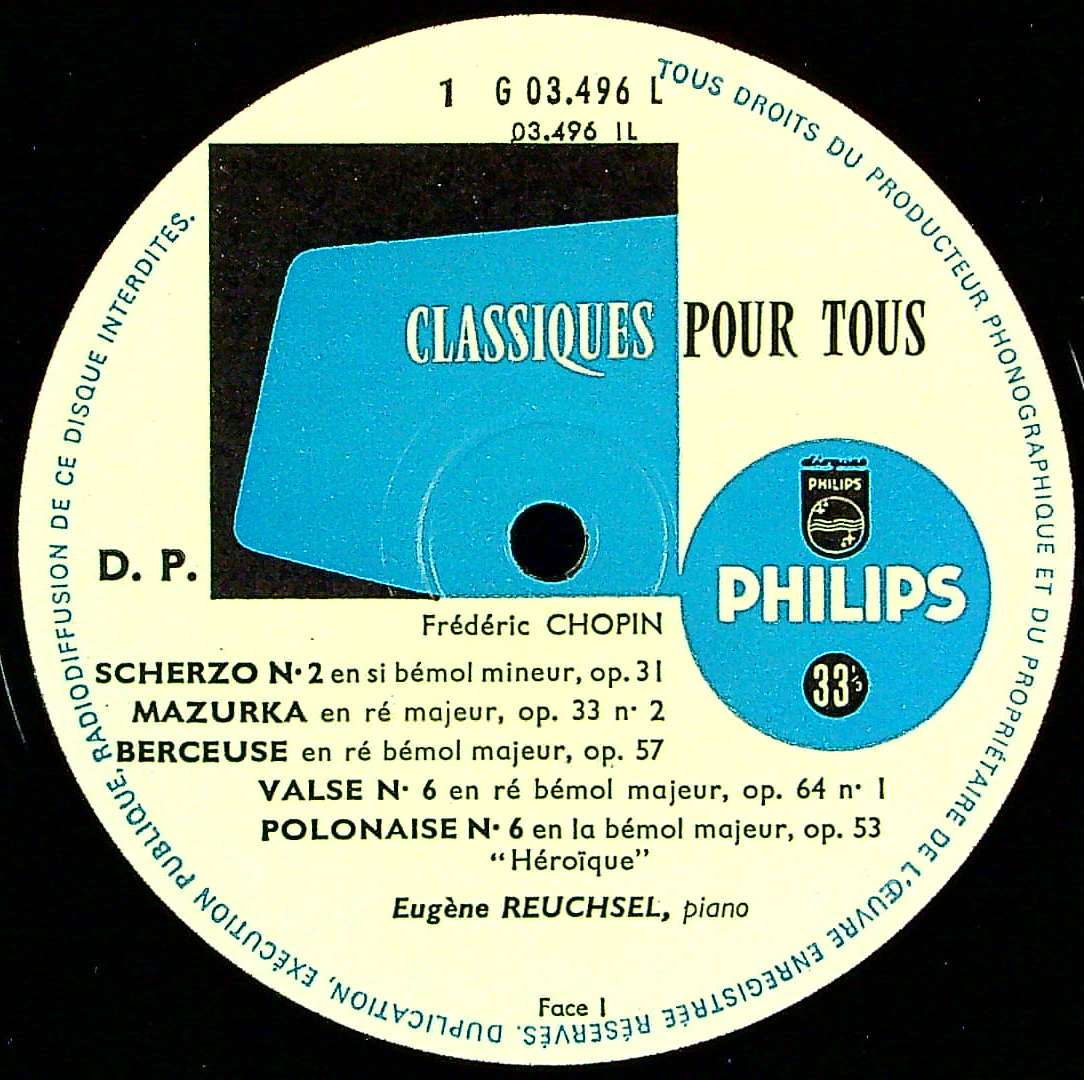 1 G 03.496 L
03.496 1L
CLASSIQUES POUR TOUS
disques
PHILIPS
PHILIPS
33⅓
D. P.
Frédéric CHOPIN
SCHERZO N· 2 en si bémol mineur, op. 31
MAZURKA en ré majeur, op. 33 n· 2
BERCEUSE en ré bémol majeur, op. 57
VALSE N· 6 en ré bémol majeur, op. 64 n· 1
POLONAISE N· 6 en la bémol majeur, op. 53
“Héroïque”
Eugène REUCHSEL, piano
Face 1
TOUS DROITS DU PRODUCTEUR PHONOGRAPHIQUE ET DU PROPRIÉTAIRE DE L'ŒUVRE ENREGISTRÉE RÉSERVÉS. DUPLICATION, EXÉCUTION PUBLIQUE, RADIODIFFUSION DE CE DISQUE INTERDITES.